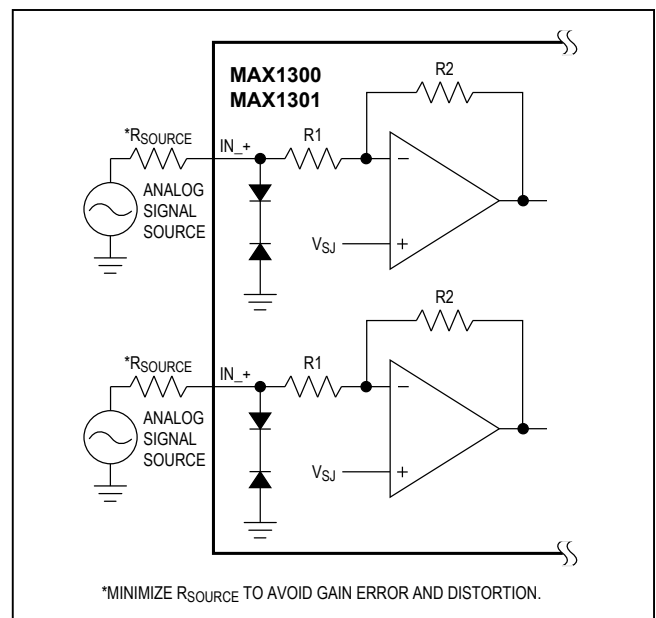 MAX1300
MAX1301
R2
*RSOURCE
IN_+
R1
ANALOG
SIGNAL
SOURCE
−
VSJ
+
R2
*RSOURCE
IN_+
R1
ANALOG
SIGNAL
SOURCE
−
VSJ
+
*MINIMIZE RSOURCE TO AVOID GAIN ERROR AND DISTORTION.